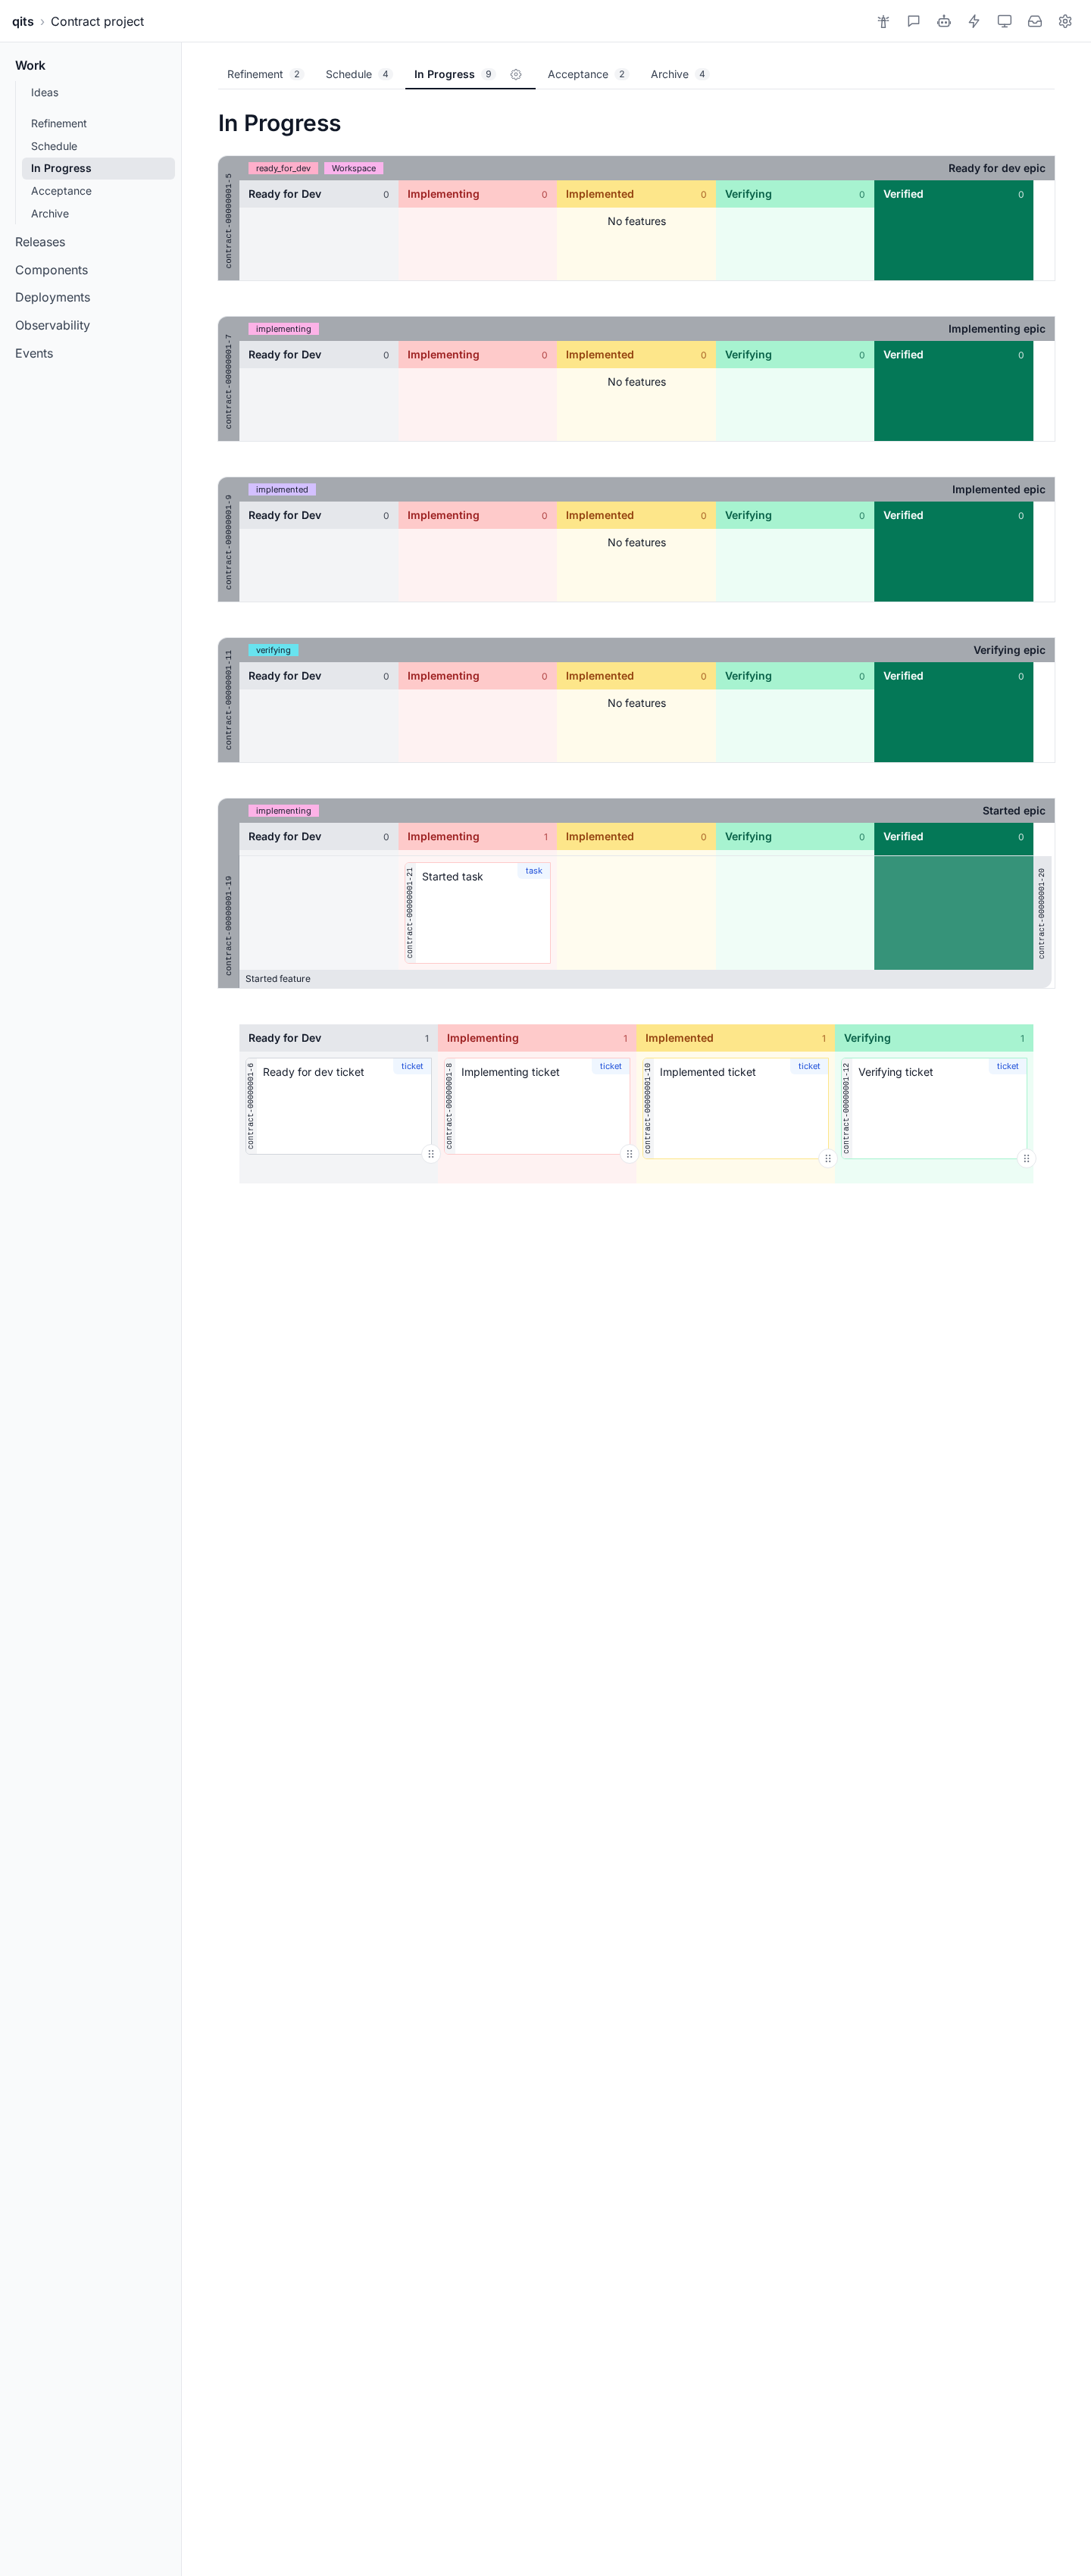 qits › Contract project
Work
Ideas
Refinement
Schedule
In Progress
Acceptance
Archive
Releases
Components
Deployments
Observability
Events
Refinement 2 Schedule 4 In Progress 9 Acceptance 2 Archive 4
In Progress
contract-00000001-5
ready_for_dev Workspace Ready for dev epic
Ready for Dev 0 Implementing 0 Implemented 0 Verifying 0 Verified 0
No features
contract-00000001-7
implementing Implementing epic
Ready for Dev 0 Implementing 0 Implemented 0 Verifying 0 Verified 0
No features
contract-00000001-9
implemented Implemented epic
Ready for Dev 0 Implementing 0 Implemented 0 Verifying 0 Verified 0
No features
contract-00000001-11
verifying Verifying epic
Ready for Dev 0 Implementing 0 Implemented 0 Verifying 0 Verified 0
No features
contract-00000001-19
implementing Started epic
Ready for Dev 0 Implementing 1 Implemented 0 Verifying 0 Verified 0
contract-00000001-21
Started task task
contract-00000001-20
Started feature
Ready for Dev 1 Implementing 1 Implemented 1 Verifying 1
contract-00000001-6
Ready for dev ticket ticket
contract-00000001-8
Implementing ticket ticket
contract-00000001-10
Implemented ticket ticket
contract-00000001-12
Verifying ticket ticket